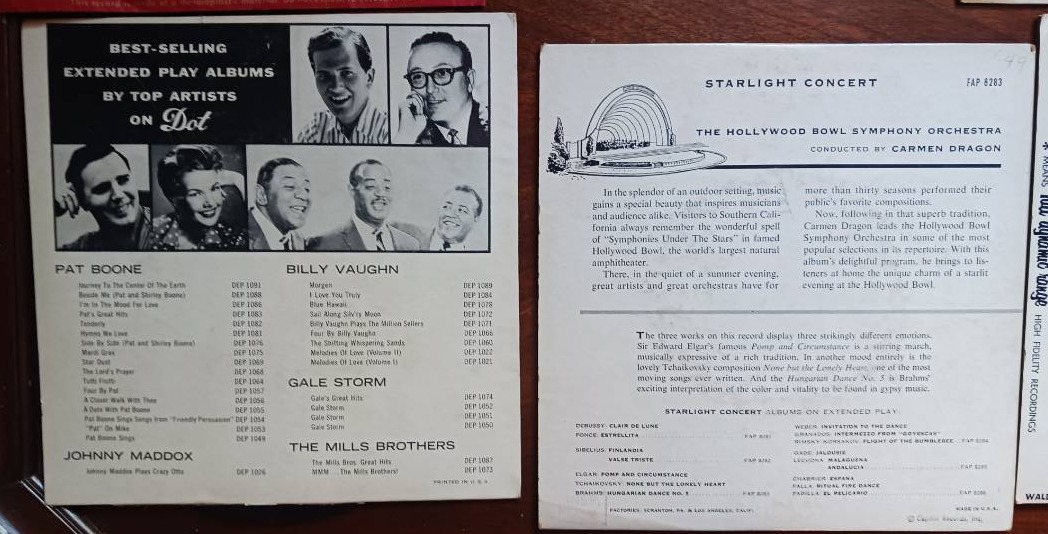 BEST-SELLING
EXTENDED PLAY ALBUMS
BY TOP ARTISTS
ON Dot
PAT BOONE
Journey To The Center Of The Earth DEP 1091
Beside Me (Pat and Shirley Boone) DEP 1088
I'm In The Mood For Love DEP 1086
Pat's Great Hits DEP 1083
Tenderly DEP 1082
Hymns We Love DEP 1081
Side By Side (Pat and Shirley Boone) DEP 1076
Mardi Gras DEP 1075
Star Dust DEP 1069
The Lord's Prayer DEP 1068
Tutti Frutti DEP 1064
Four By Pat DEP 1057
A Closer Walk With Thee DEP 1056
A Date With Pat Boone DEP 1055
Pat Boone Sings Songs from "Friendly Persuasion" DEP 1054
"Pat" On Mike DEP 1053
Pat Boone Sings DEP 1049
JOHNNY MADDOX
Johnny Maddox Plays Crazy Otto DEP 1026
BILLY VAUGHN
Morgen DEP 1089
I Love You Truly DEP 1084
Blue Hawaii DEP 1078
Sail Along Silv'ry Moon DEP 1072
Billy Vaughn Plays The Million Sellers DEP 1071
Four By Billy Vaughn DEP 1066
The Shifting Whispering Sands DEP 1060
Melodies Of Love (Volume II) DEP 1022
Melodies Of Love (Volume I) DEP 1021
GALE STORM
Gale's Great Hits DEP 1074
Gale Storm DEP 1052
Gale Storm DEP 1051
Gale Storm DEP 1050
THE MILLS BROTHERS
The Mills Bros. Great Hits DEP 1087
MMM ... The Mills Brothers! DEP 1073
PRINTED IN U.S.A.
STARLIGHT CONCERT FAP 8283
THE HOLLYWOOD BOWL SYMPHONY ORCHESTRA
CONDUCTED BY CARMEN DRAGON
In the splendor of an outdoor setting, music
gains a special beauty that inspires musicians
and audience alike. Visitors to Southern Cali-
fornia always remember the wonderful spell
of "Symphonies Under The Stars" in famed
Hollywood Bowl, the world's largest natural
amphitheater.
There, in the quiet of a summer evening,
great artists and great orchestras have for
more than thirty seasons performed their
public's favorite compositions.
Now, following in that superb tradition,
Carmen Dragon leads the Hollywood Bowl
Symphony Orchestra in some of the most
popular selections in its repertoire. With this
album's delightful program, he brings to lis-
teners at home the unique charm of a starlit
evening at the Hollywood Bowl.
The three works on this record display three strikingly different emotions.
Sir Edward Elgar's famous Pomp and Circumstance is a stirring march,
musically expressive of a rich tradition. In another mood entirely is the
lovely Tchaikovsky composition None but the Lonely Heart, one of the most
moving songs ever written. And the Hungarian Dance No. 5 is Brahms'
exciting interpretation of the color and vitality to be found in gypsy music.
STARLIGHT CONCERT ALBUMS ON EXTENDED PLAY:
DEBUSSY: CLAIR DE LUNE
PONCE: ESTRELLITA FAP 8281
SIBELIUS: FINLANDIA
VALSE TRISTE FAP 8282
ELGAR: POMP AND CIRCUMSTANCE
TCHAIKOVSKY: NONE BUT THE LONELY HEART
BRAHMS: HUNGARIAN DANCE NO. 5 FAP 8283
WEBER: INVITATION TO THE DANCE
GRANADOS: INTERMEZZO FROM "GOYESCAS"
RIMSKY-KORSAKOV: FLIGHT OF THE BUMBLEBEE FAP 8284
GADE: JALOUSIE
LECUONA: MALAGUENA
ANDALUCIA FAP 8285
CHABRIER: ESPANA
FALLA: RITUAL FIRE DANCE
PADILLA: EL RELICARIO FAP 8286
FACTORIES: SCRANTON, PA. & LOS ANGELES, CALIF.
MADE IN U.S.A.
© Capitol Records, Inc.
* MEANS
dynamic range
HIGH FIDELITY RECORDINGS